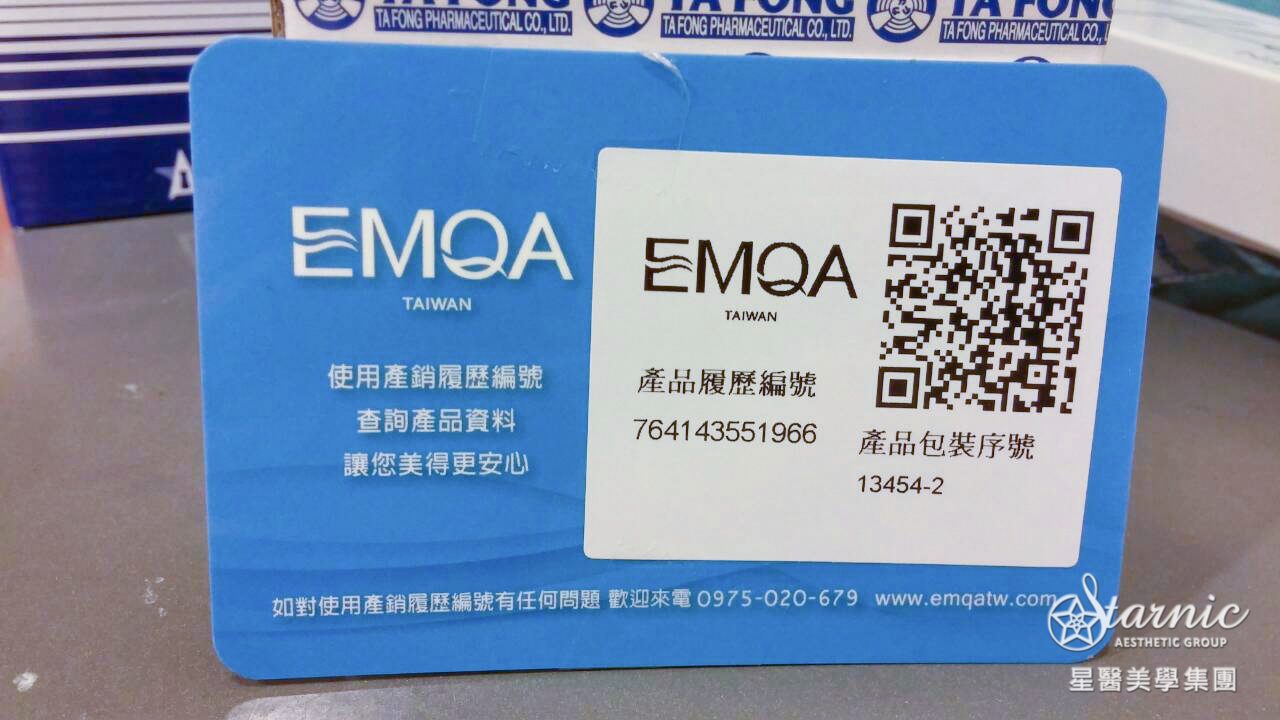 TA FONG TA FONG
TA FONG PHARMACEUTICAL CO., LTD. TA FONG PHARMACEUTICAL CO., LTD. TA FONG PHARMACEUTICAL CO.,
EMQA
TAIWAN
使用產銷履歷編號
查詢產品資料
讓您美得更安心
EMQA
TAIWAN
產品履歷編號
764143551966
產品包裝序號
13454-2
如對使用產銷履歷編號有任何問題 歡迎來電 0975-020-679 www.emqatw.com
Starnic
AESTHETIC GROUP
星醫美學集團